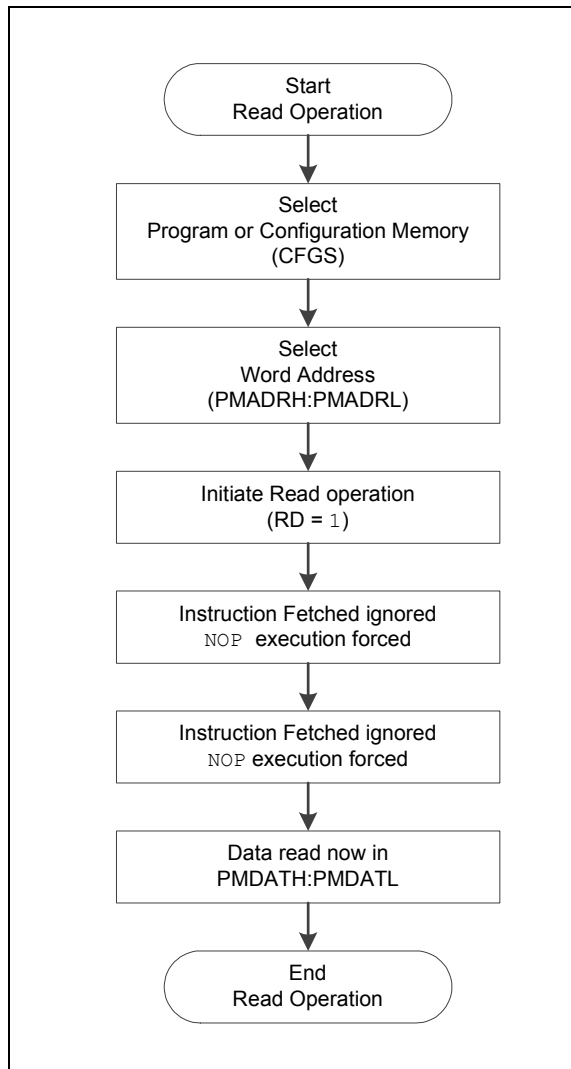 Start
Read Operation
Select
Program or Configuration Memory
(CFGS)
Select
Word Address
(PMADRH:PMADRL)
Initiate Read operation
(RD = 1)
Instruction Fetched ignored
NOP execution forced
Instruction Fetched ignored
NOP execution forced
Data read now in
PMDATH:PMDATL
End
Read Operation